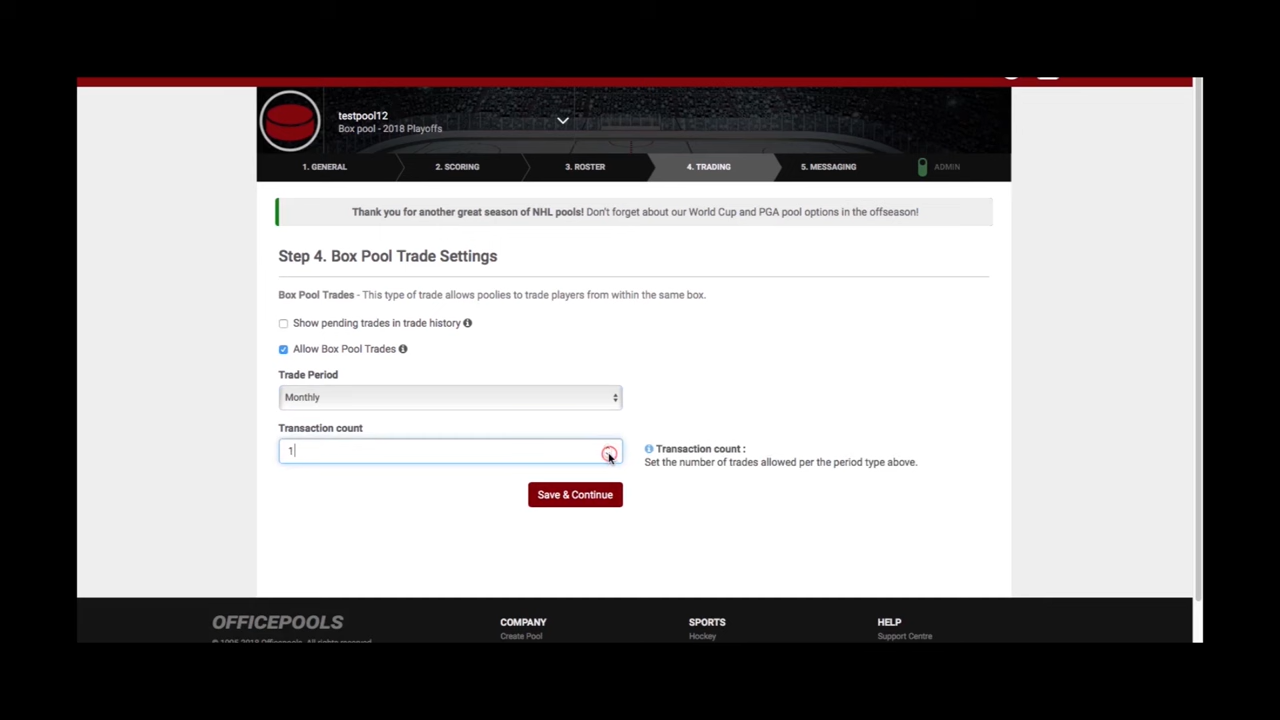 testpool12
Box pool - 2018 Playoffs
1. GENERAL
2. SCORING
3. ROSTER
4. TRADING
5. MESSAGING
ADMIN
Thank you for another great season of NHL pools! Don't forget about our World Cup and PGA pool options in the offseason!
Step 4. Box Pool Trade Settings
Box Pool Trades - This type of trade allows poolies to trade players from within the same box.
Show pending trades in trade history
Allow Box Pool Trades
Trade Period
Monthly
Transaction count
1
Transaction count :
Set the number of trades allowed per the period type above.
Save & Continue
OFFICEPOOLS
COMPANY
SPORTS
HELP
Create Pool
Hockey
Support Centre